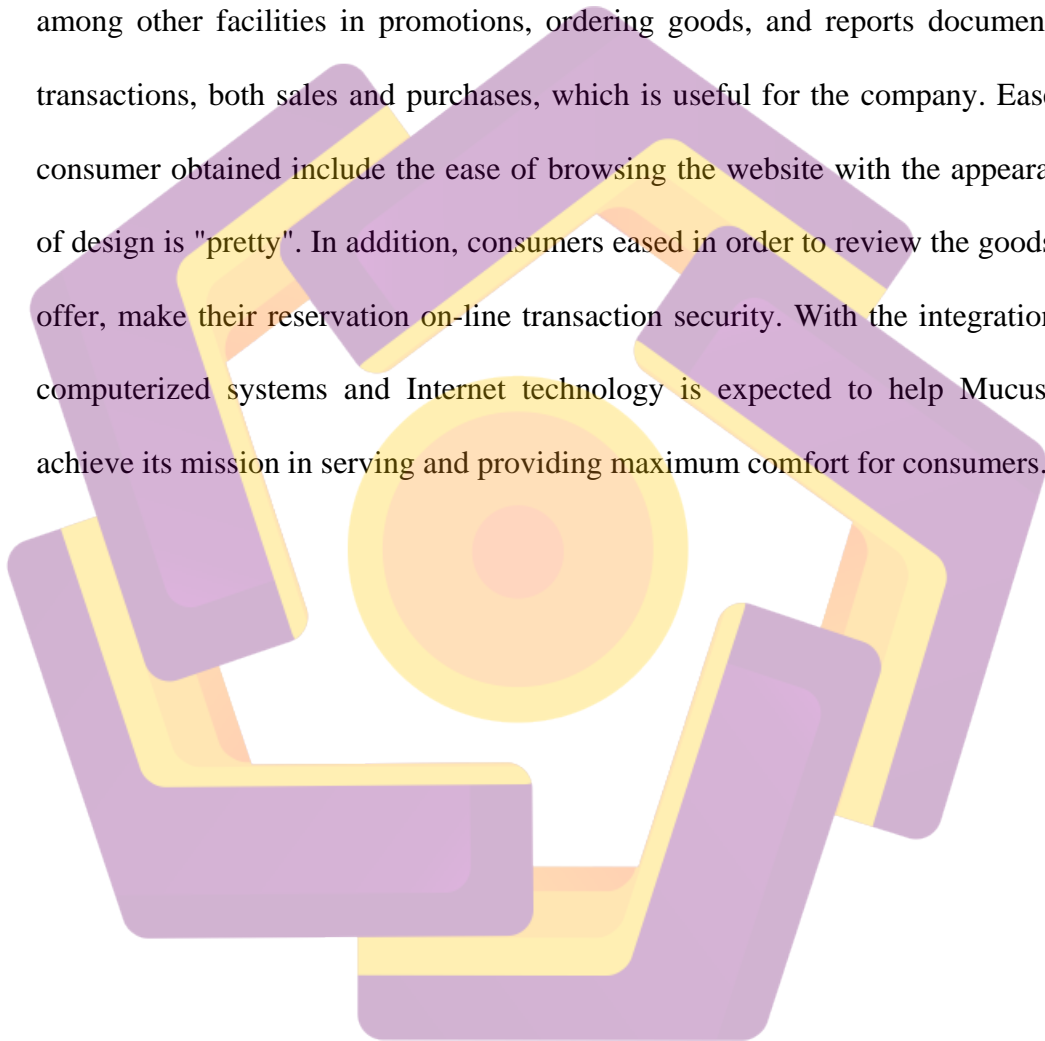 among other facilities in promotions, ordering goods, and reports document
transactions, both sales and purchases, which is useful for the company. Ease
consumer obtained include the ease of browsing the website with the appeara
of design is "pretty". In addition, consumers eased in order to review the goods
offer, make their reservation on-line transaction security. With the integration
computerized systems and Internet technology is expected to help Mucus
achieve its mission in serving and providing maximum comfort for consumers.